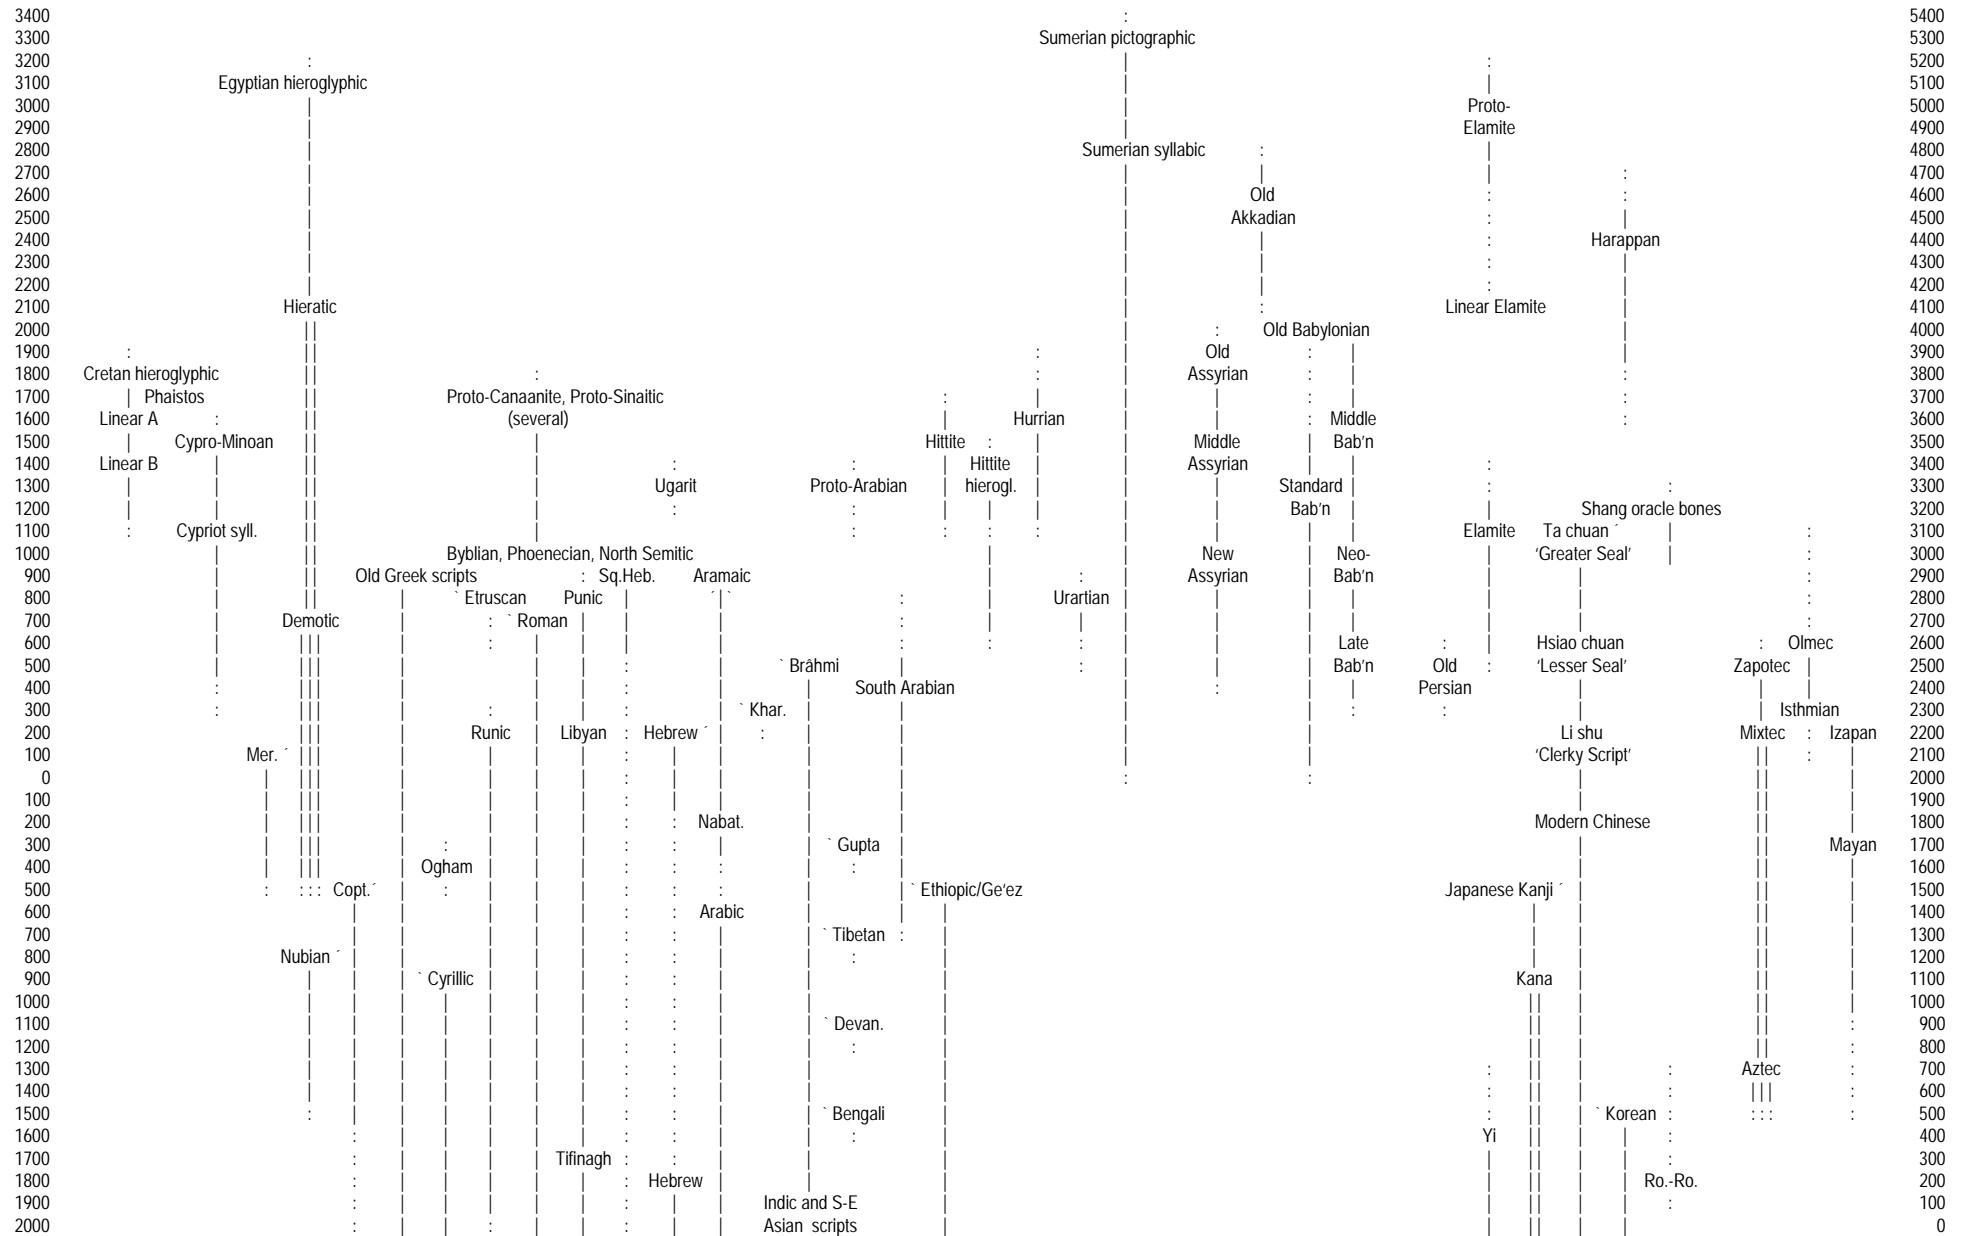 3400 : 5400
3300 Sumerian pictographic 5300
3200 : | : 5200
3100 Egyptian hieroglyphic | | 5100
3000 | | Proto- 5000
2900 | | Elamite 4900
2800 | Sumerian syllabic : | 4800
2700 | | | | : 4700
2600 | | Old : : 4600
2500 | | Akkadian : | 4500
2400 | | | : Harappan 4400
2300 | | | : | 4300
2200 | | | : | 4200
2100 Hieratic | : Linear Elamite | 4100
2000 || | : Old Babylonian | 4000
1900 : || : | Old : | | 3900
1800 Cretan hieroglyphic || : : | Assyrian : | : 3800
1700 | Phaistos || Proto-Canaanite, Proto-Sinaitic : | | | : | : 3700
1600 Linear A : || (several) | Hurrian | | : Middle : 3600
1500 | Cypro-Minoan || | Hittite : | | Middle | Bab'n 3500
1400 Linear B | || | : : | Hittite | | Assyrian | | : 3400
1300 | | || | Ugarit Proto-Arabian | hierogl. | | | Standard | : : 3300
1200 | | || | : : | | | | | Bab'n | | Shang oracle bones 3200
1100 : Cypriot syll. || | : : : : | | | | Elamite Ta chuan ´ | 3100
1000 | || Byblian, Phoenecian, North Semitic | | New | Neo- | 'Greater Seal' | : 3000
900 | || Old Greek scripts : Sq.Heb. Aramaic | : | Assyrian | Bab'n | | : 2900
800 | || | ` Etruscan Punic | ´ ` : | Urartian | | | | | | : 2800
700 | Demotic | : ` Roman | | | : | | | | | | | | : 2700
600 | ||| | : | | | | : : | | | | Late : | Hsiao chuan : Olmec 2600
500 | ||| | | | : | ` Brâhmi : : | | | Bab'n Old : 'Lesser Seal' Zapotec | 2500
400 : ||| | | | : | | South Arabian | : | | Persian | | | 2400
300 : ||| | : | | : | ` Khar. | | | | : : | | Isthmian 2300
200 ||| | Runic | Libyan : Hebrew ´ | : | | | | Li shu Mixtec : Izapan 2200
100 Mer. ´ ||| | | | | : | | | | | | 'Clerky Script' || : | 2100
0 | ||| | | | | : | | | | : : | || | 2000
100 | ||| | | | | : | | | | | || | 1900
200 | ||| | | | | : : Nabat. | | Modern Chinese || | 1800
300 | ||| | : | | | : : | | ` Gupta | | || Mayan 1700
400 | ||| | Ogham | | | : : : | : | | || | 1600
500 : ::: Copt.´ | : | | | : : : | | ` Ethiopic/Ge'ez Japanese Kanji ´ | || | 1500
600 | | | | | : : Arabic | | | | | || | 1400
700 | | | | | : : | | ` Tibetan : | | | || | 1300
800 Nubian ´ | | | | | : : | | : | | | || | 1200
900 | | | ` Cyrillic | | | : : | | | Kana | || | 1100
1000 | | | | | | | : : | | | || | || | 1000
1100 | | | | | | | : : | | ` Devan. | || | || : 900
1200 | | | | | | | : : | | : | || | || : 800
1300 | | | | | | | : : | | | : || | : Aztec : 700
1400 | | | | | | | : : | | | : || | : ||| : 600
1500 : | | | | | | : : | | ` Bengali | : || | ` Korean : ::: : 500
1600 : | | | | | : : | | : | Yi || | | : 400
1700 : | | | | Tifinagh : : | | | | || | | : 300
1800 : | | | | | : Hebrew | | | | || | | Ro.-Ro. 200
1900 : | | | | | : | | Indic and S-E | | || | | : 100
2000 : | | : | | : | | Asian scripts | | || | | 0